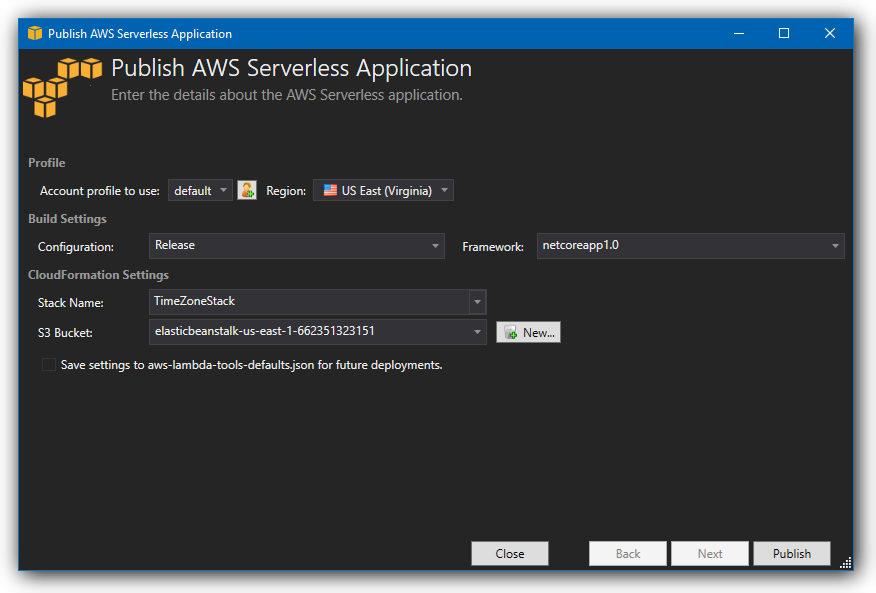 Publish AWS Serverless Application
Publish AWS Serverless Application
Enter the details about the AWS Serverless application.
Profile
Account profile to use: default Region: US East (Virginia)
Build Settings
Configuration: Release Framework: netcoreapp1.0
CloudFormation Settings
Stack Name: TimeZoneStack
S3 Bucket: elasticbeanstalk-us-east-1-662351323151 New...
Save settings to aws-lambda-tools-defaults.json for future deployments.
Close Back Next Publish